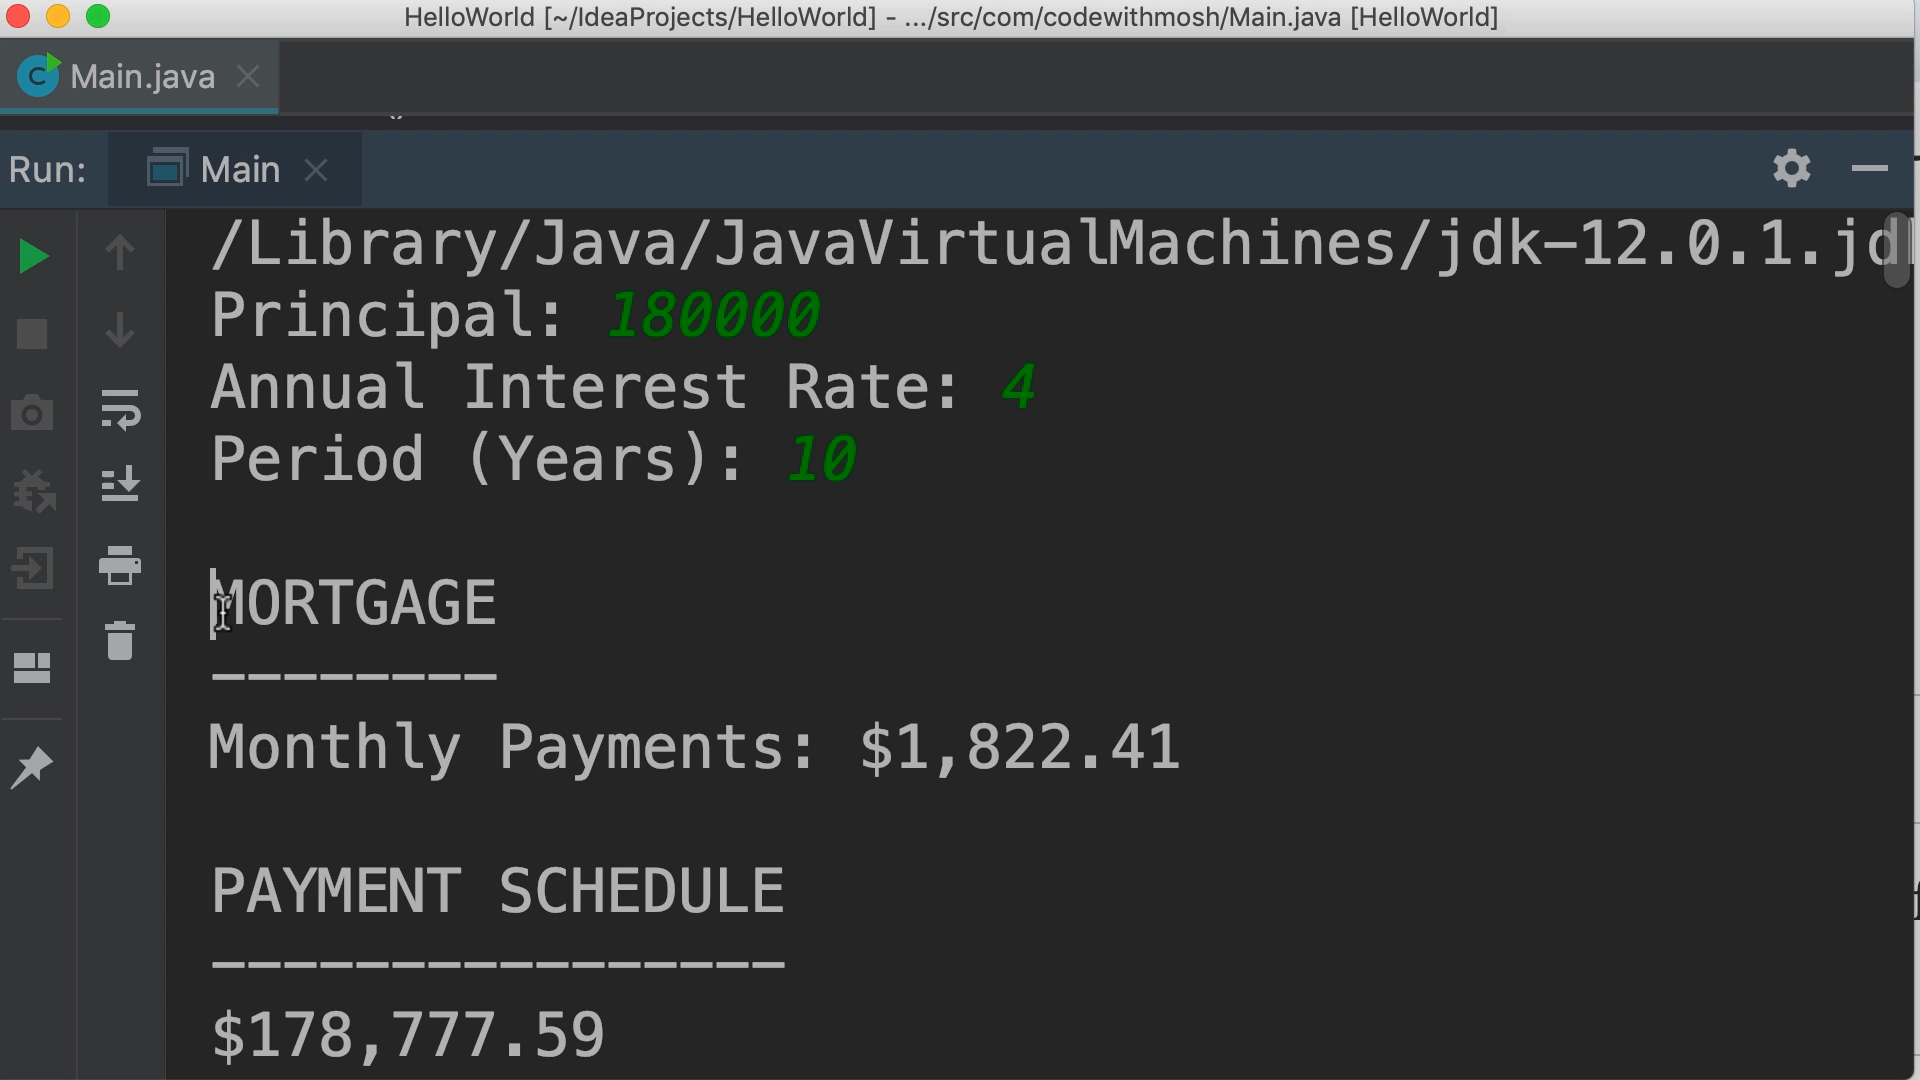 HelloWorld [~/IdeaProjects/HelloWorld] - .../src/com/codewithmosh/Main.java [HelloWorld]
Main.java
Run: Main
/Library/Java/JavaVirtualMachines/jdk-12.0.1.jd
Principal: 180000
Annual Interest Rate: 4
Period (Years): 10
MORTGAGE
--------
Monthly Payments: $1,822.41
PAYMENT SCHEDULE
----------------
$178,777.59